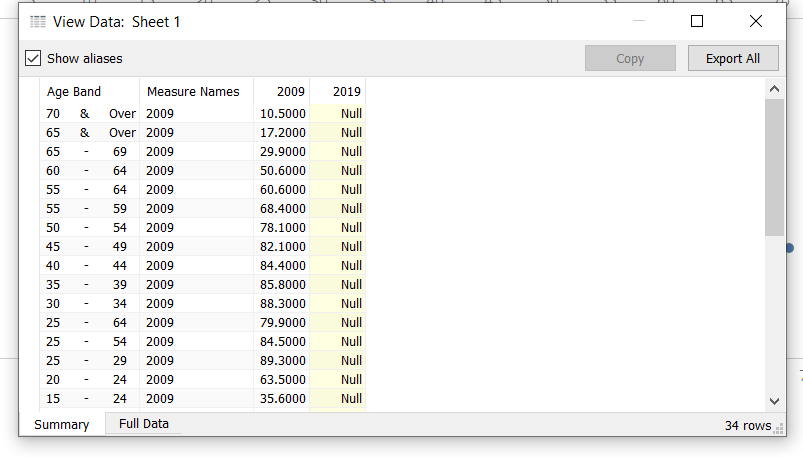 View Data: Sheet 1
Show aliases
Copy
Export All
Age Band Measure Names 2009 2019
70 & Over 2009 10.5000 Null
65 & Over 2009 17.2000 Null
65 - 69 2009 29.9000 Null
60 - 64 2009 50.6000 Null
55 - 64 2009 60.6000 Null
55 - 59 2009 68.4000 Null
50 - 54 2009 78.1000 Null
45 - 49 2009 82.1000 Null
40 - 44 2009 84.4000 Null
35 - 39 2009 85.8000 Null
30 - 34 2009 88.3000 Null
25 - 64 2009 79.9000 Null
25 - 54 2009 84.5000 Null
25 - 29 2009 89.3000 Null
20 - 24 2009 63.5000 Null
15 - 24 2009 35.6000 Null
Summary Full Data 34 rows